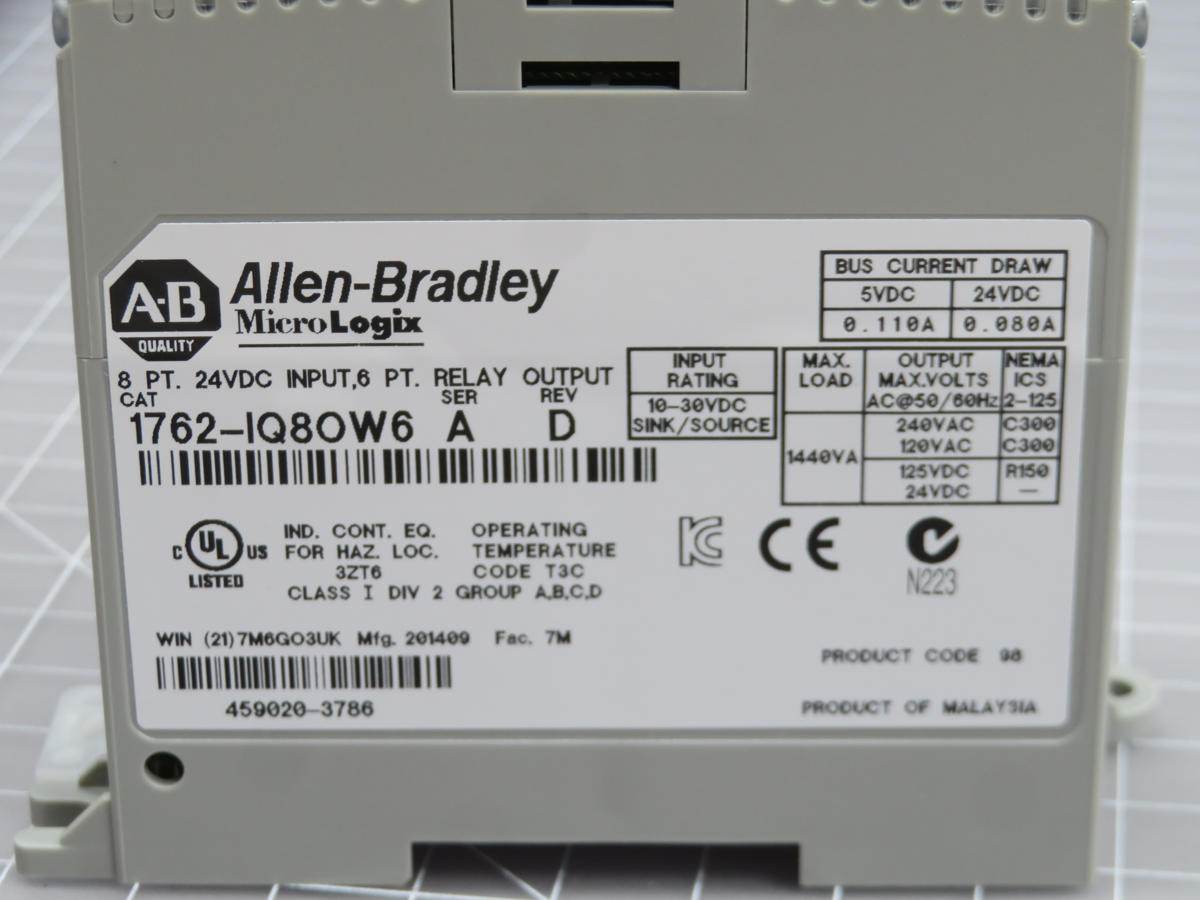 A-B
QUALITY
Allen-Bradley
MicroLogix
8 PT. 24VDC INPUT,6 PT. RELAY OUTPUT
CAT SER REV
1762-IQ8OW6 A D
BUS CURRENT DRAW
5VDC 24VDC
0.110A 0.080A
INPUT
RATING
10-30VDC
SINK/SOURCE
MAX. LOAD
OUTPUT MAX.VOLTS AC@50/60Hz
NEMA ICS 2-125
1440VA
240VAC C300
120VAC C300
125VDC R150
24VDC —
C UL US
LISTED
IND. CONT. EQ.
FOR HAZ. LOC.
3ZT6
OPERATING
TEMPERATURE
CODE T3C
CLASS I DIV 2 GROUP A,B,C,D
KC
CE
N223
WIN (21)7M6GO3UK Mfg. 201409 Fac. 7M
459020-3786
PRODUCT CODE 98
PRODUCT OF MALAYSIA